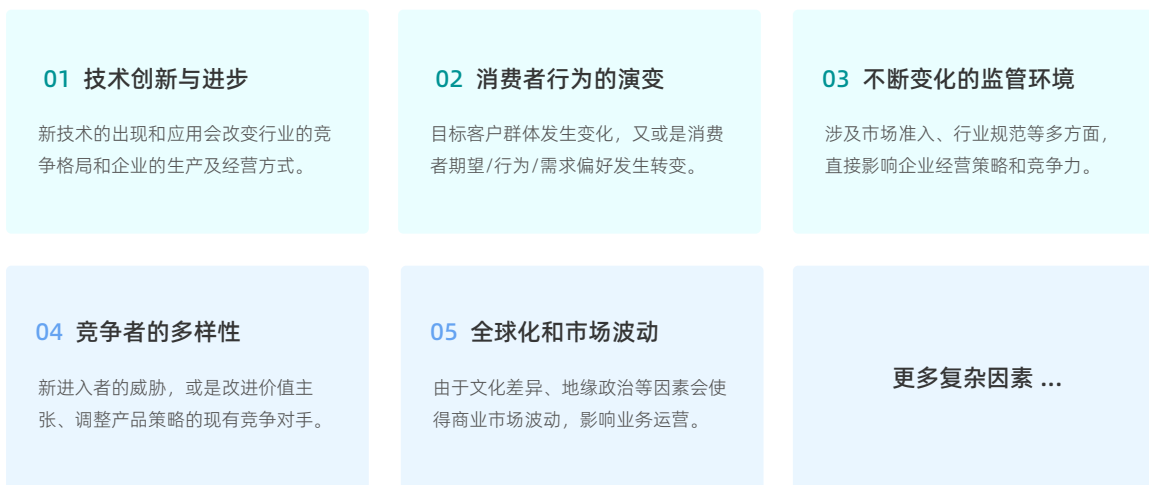 01 技术创新与进步
新技术的出现和应用会改变行业的竞
争格局和企业的生产及经营方式。
02 消费者行为的演变
目标客户群体发生变化，又或是消费
者期望/行为/需求偏好发生转变。
03 不断变化的监管环境
涉及市场准入、行业规范等多方面，
直接影响企业经营策略和竞争力。
04 竞争者的多样性
新进入者的威胁，或是改进价值主
张、调整产品策略的现有竞争对手。
05 全球化和市场波动
由于文化差异、地缘政治等因素会使
得商业市场波动，影响业务运营。
更多复杂因素 ...